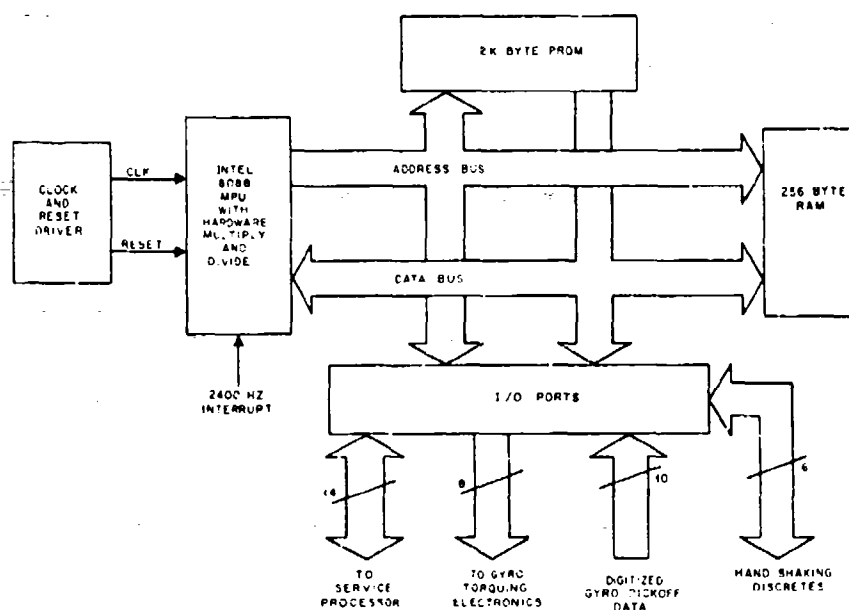 2K BYTE PROM
CLOCK
AND
RESET
DRIVER
CLK
RESET
INTEL
8088
MPU
WITH
HARDWARE
MULTIPLY
AND
DIVIDE
ADDRESS BUS
DATA BUS
256 BYTE
RAM
2400 HZ
INTERRUPT
I/O PORTS
14
8
10
6
TO
SERVICE
PROCESSOR
TO GYRO
TORQUING
ELECTRONICS
DIGITIZED
GYRO PICKOFF
DATA
HAND SHAKING
DISCRETES